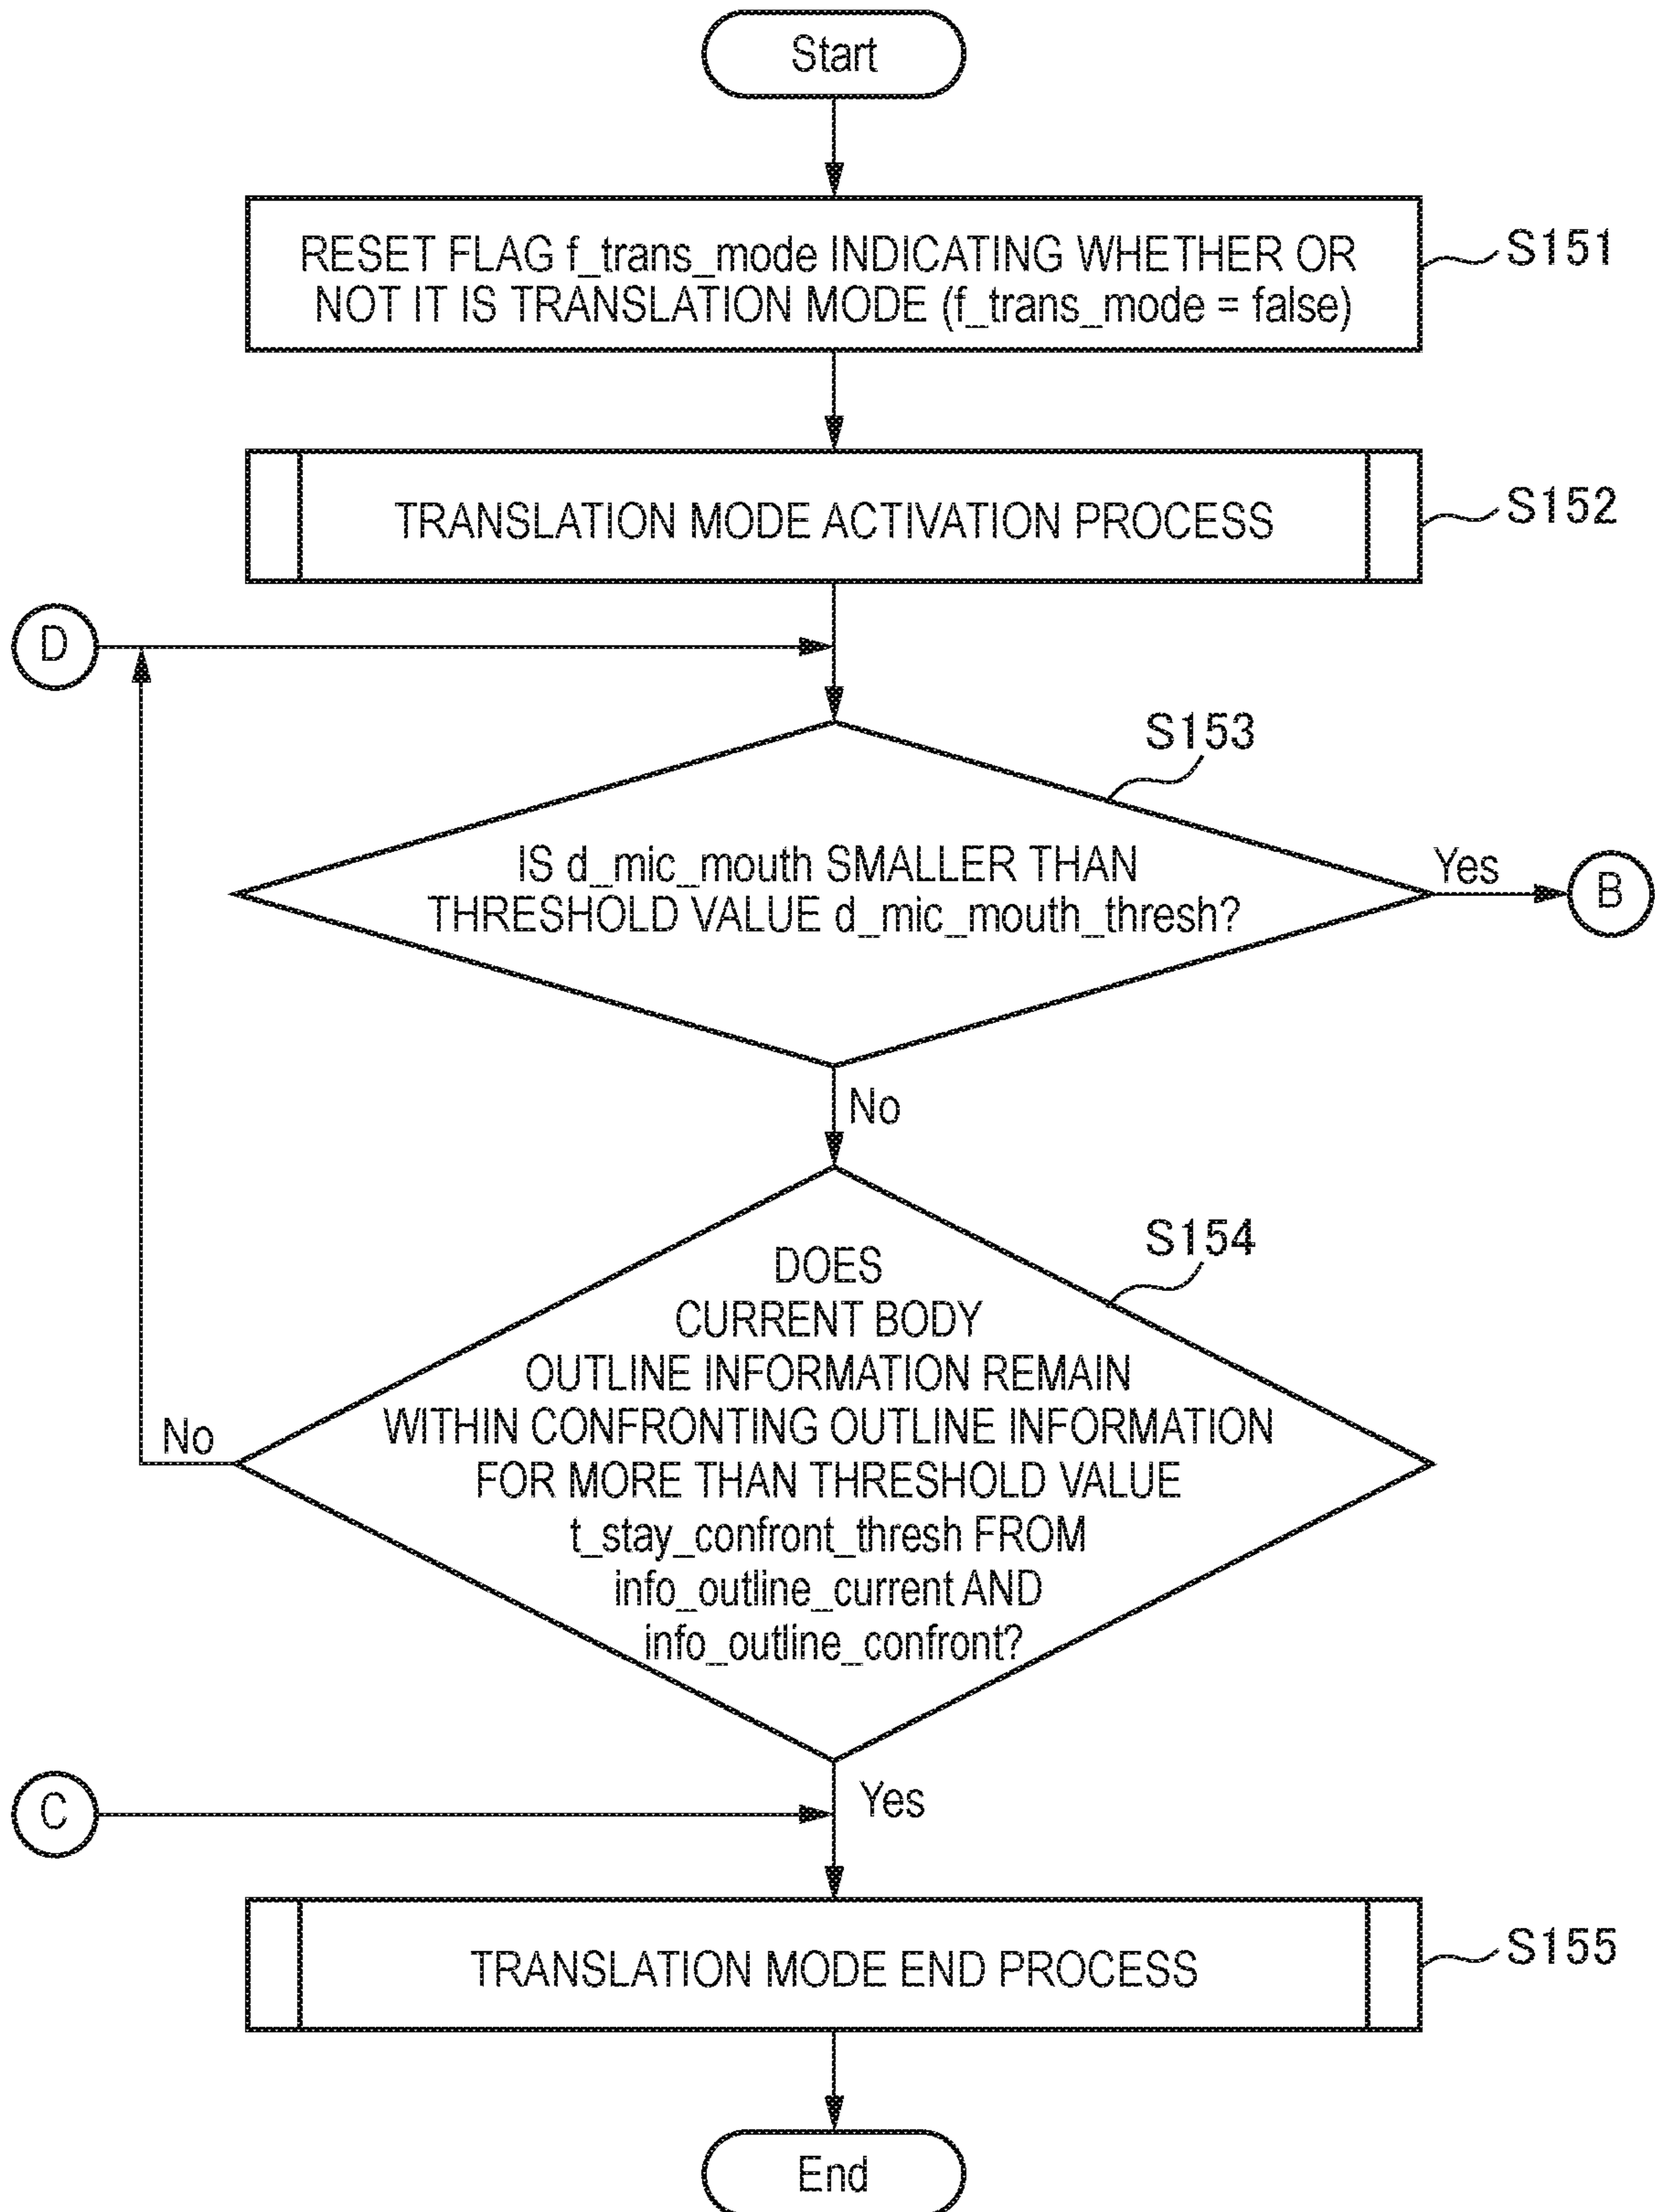 Start
RESET FLAG f_trans_mode INDICATING WHETHER OR
NOT IT IS TRANSLATION MODE (f_trans_mode = false)
S151
TRANSLATION MODE ACTIVATION PROCESS
S152
D
S153
IS d_mic_mouth SMALLER THAN
THRESHOLD VALUE d_mic_mouth_thresh?
Yes
B
No
S154
DOES
CURRENT BODY
OUTLINE INFORMATION REMAIN
WITHIN CONFRONTING OUTLINE INFORMATION
FOR MORE THAN THRESHOLD VALUE
t_stay_confront_thresh FROM
info_outline_current AND
info_outline_confront?
No
Yes
C
TRANSLATION MODE END PROCESS
S155
End